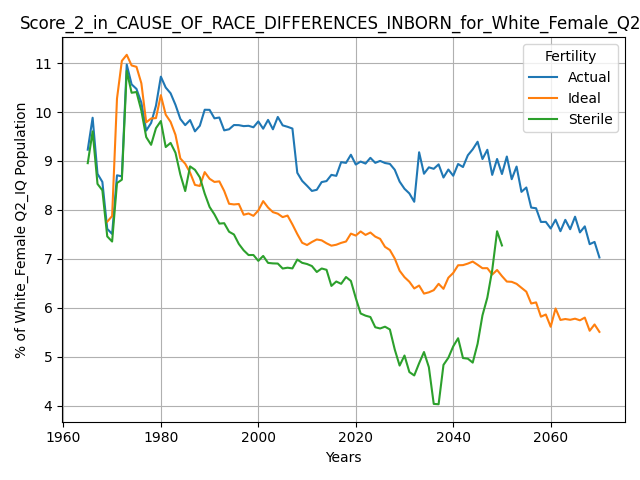 Score_2_in_CAUSE_OF_RACE_DIFFERENCES_INBORN_for_White_Female_Q2
Fertility
Actual
Ideal
Sterile
% of White_Female Q2_IQ Population
11
10
9
8
7
6
5
4
1960
1980
2000
2020
2040
2060
Years